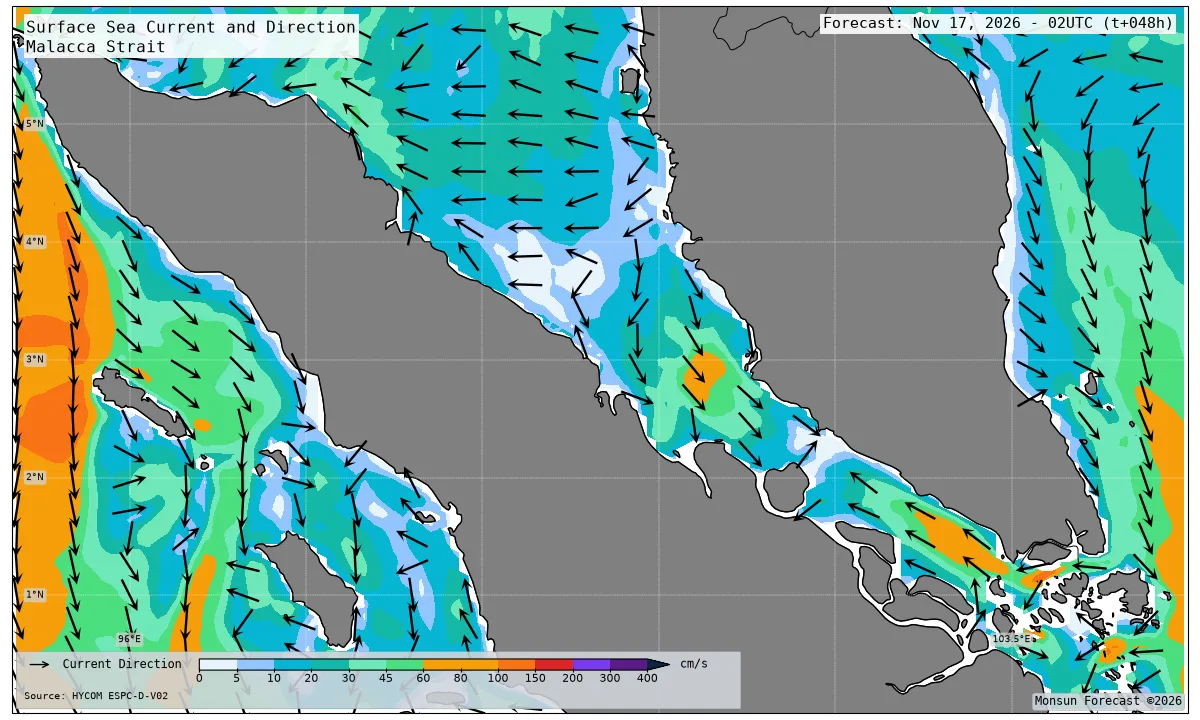 Surface Sea Current and Direction
Malacca Strait
Forecast: Nov 17, 2026 - 02UTC (t+048h)
5°N
4°N
3°N
2°N
1°N
96°E
103.5°E
Current Direction
0 5 10 20 30 45 60 80 100 150 200 300 400
cm/s
Source: HYCOM ESPC-D-V02
Monsun Forecast ©2026